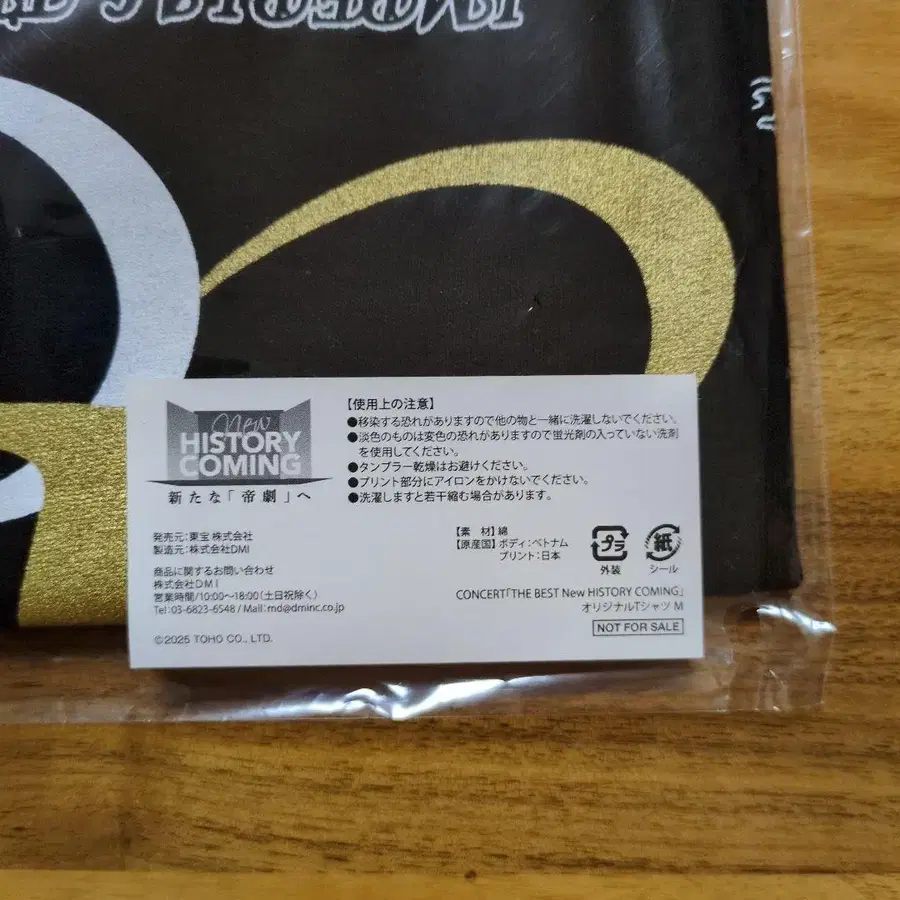 New
HISTORY
COMING
新たな「帝劇」へ
【使用上の注意】
●移染する恐れがありますので他の物と一緒に洗濯しないでください。
●淡色のものは変色の恐れがありますので蛍光剤の入っていない洗剤
を使用してください。
●タンブラー乾燥はお避けください。
●プリント部分にアイロンをかけないでください。
●洗濯しますと若干縮む場合があります。
発売元：東宝 株式会社
製造元：株式会社DMI
商品に関するお問い合わせ
株式会社DMI
営業時間/10:00〜18:00（土日祝除く）
Tel:03-6823-6548 / Mail: md@dminc.co.jp
©2025 TOHO CO., LTD.
【素 材】綿
【原産国】ボディ：ベトナム
プリント：日本
プラ
外装
紙
シール
CONCERT「THE BEST New HISTORY COMING」
オリジナルTシャツ M
NOT FOR SALE